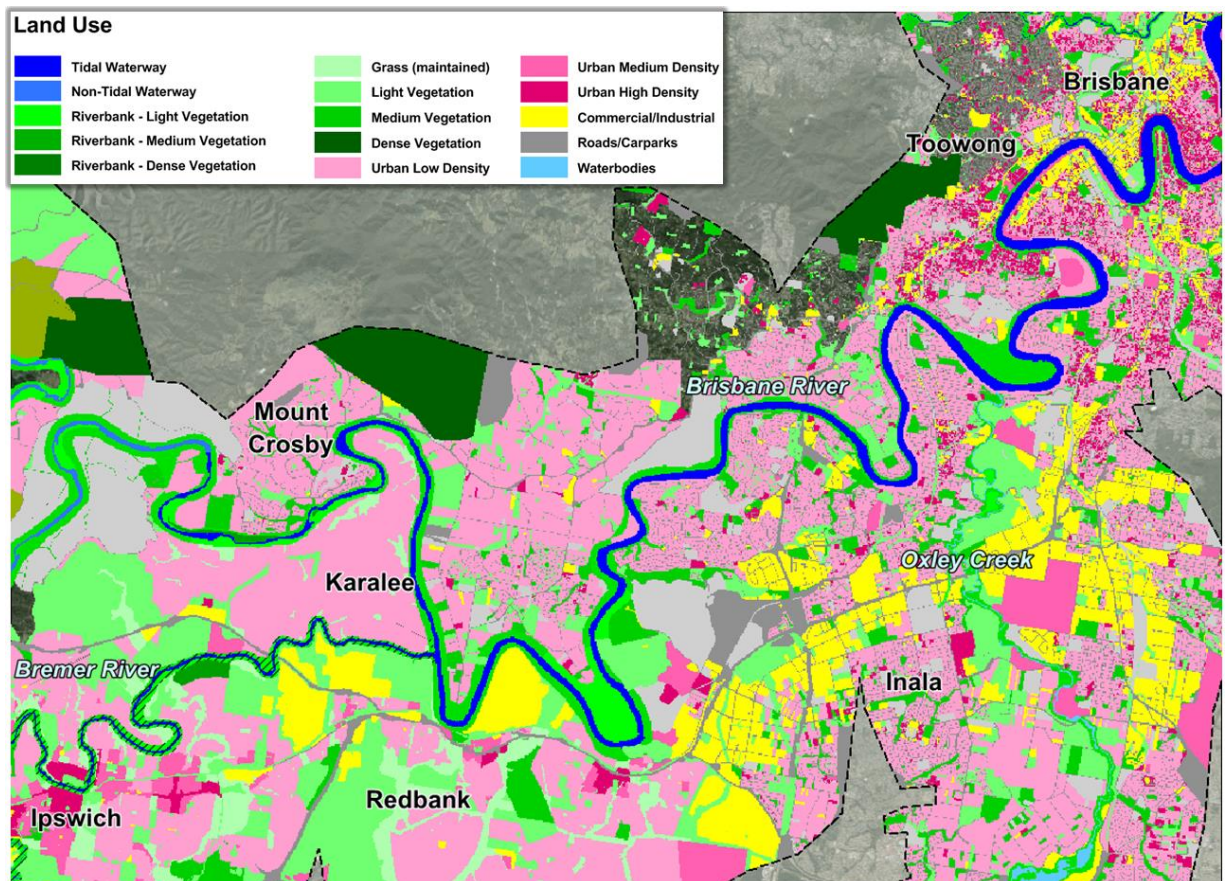 Land Use
Tidal Waterway
Non-Tidal Waterway
Riverbank - Light Vegetation
Riverbank - Medium Vegetation
Riverbank - Dense Vegetation
Grass (maintained)
Light Vegetation
Medium Vegetation
Dense Vegetation
Urban Low Density
Urban Medium Density
Urban High Density
Commercial/Industrial
Roads/Carparks
Waterbodies
Brisbane
Toowong
Brisbane River
Mount
Crosby
Oxley Creek
Karalee
Bremer River
Inala
Redbank
Ipswich